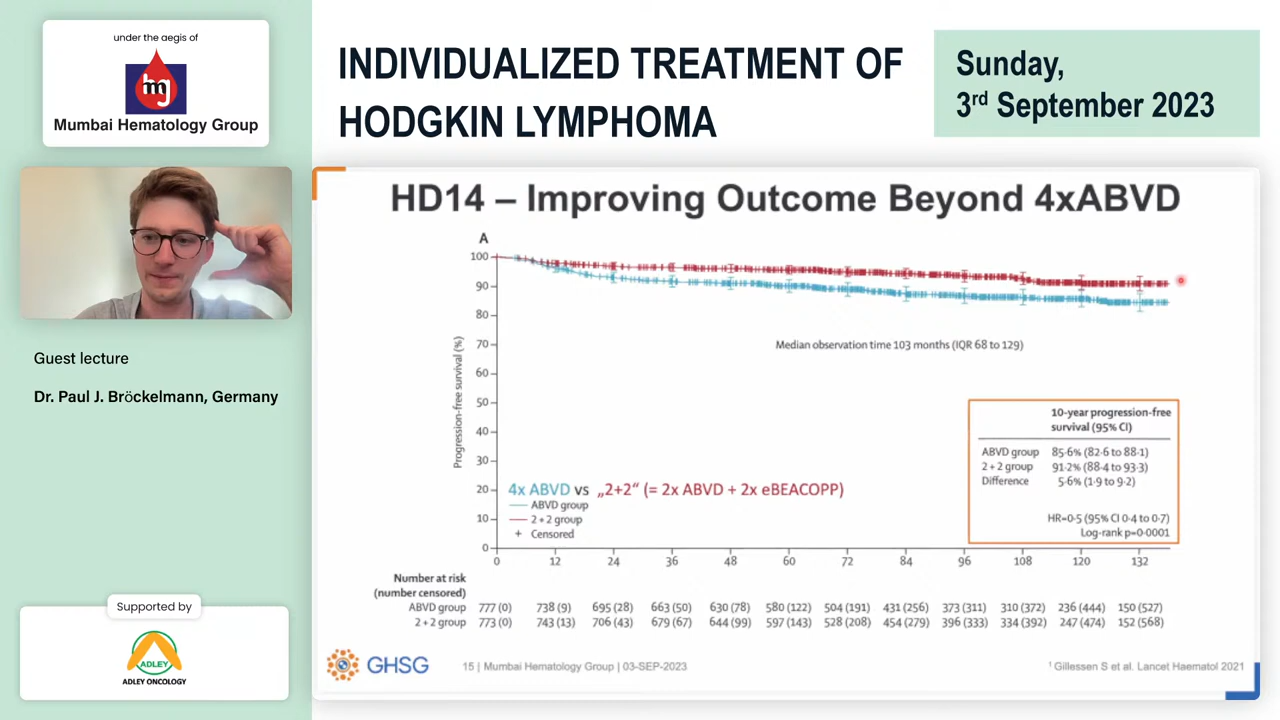 under the aegis of
mg
Mumbai Hematology Group
Guest lecture
Dr. Paul J. Bröckelmann, Germany
Supported by
ADLEY
ADLEY ONCOLOGY
INDIVIDUALIZED TREATMENT OF
HODGKIN LYMPHOMA
Sunday,
3rd September 2023
HD14 – Improving Outcome Beyond 4xABVD
A
Progression-free survival (%)
100
90
80
70
60
50
40
30
20
10
0
0 12 24 36 48 60 72 84 96 108 120 132
Median observation time 103 months (IQR 68 to 129)
4x ABVD vs „2+2“ (= 2x ABVD + 2x eBEACOPP)
ABVD group
2 + 2 group
+ Censored
10-year progression-free
survival (95% CI)
ABVD group 85·6% (82·6 to 88·1)
2 + 2 group 91·2% (88·4 to 93·3)
Difference 5·6% (1·9 to 9·2)
HR=0·5 (95% CI 0·4 to 0·7)
Log-rank p=0·0001
Number at risk
(number censored)
ABVD group 777 (0) 738 (9) 695 (28) 663 (50) 630 (78) 580 (122) 504 (191) 431 (256) 373 (311) 310 (372) 236 (444) 150 (527)
2 + 2 group 773 (0) 743 (13) 706 (43) 679 (67) 644 (99) 597 (143) 528 (208) 454 (279) 396 (333) 334 (392) 247 (474) 152 (568)
GHSG
15 | Mumbai Hematology Group | 03-SEP-2023
1 Gillessen S et al. Lancet Haematol 2021